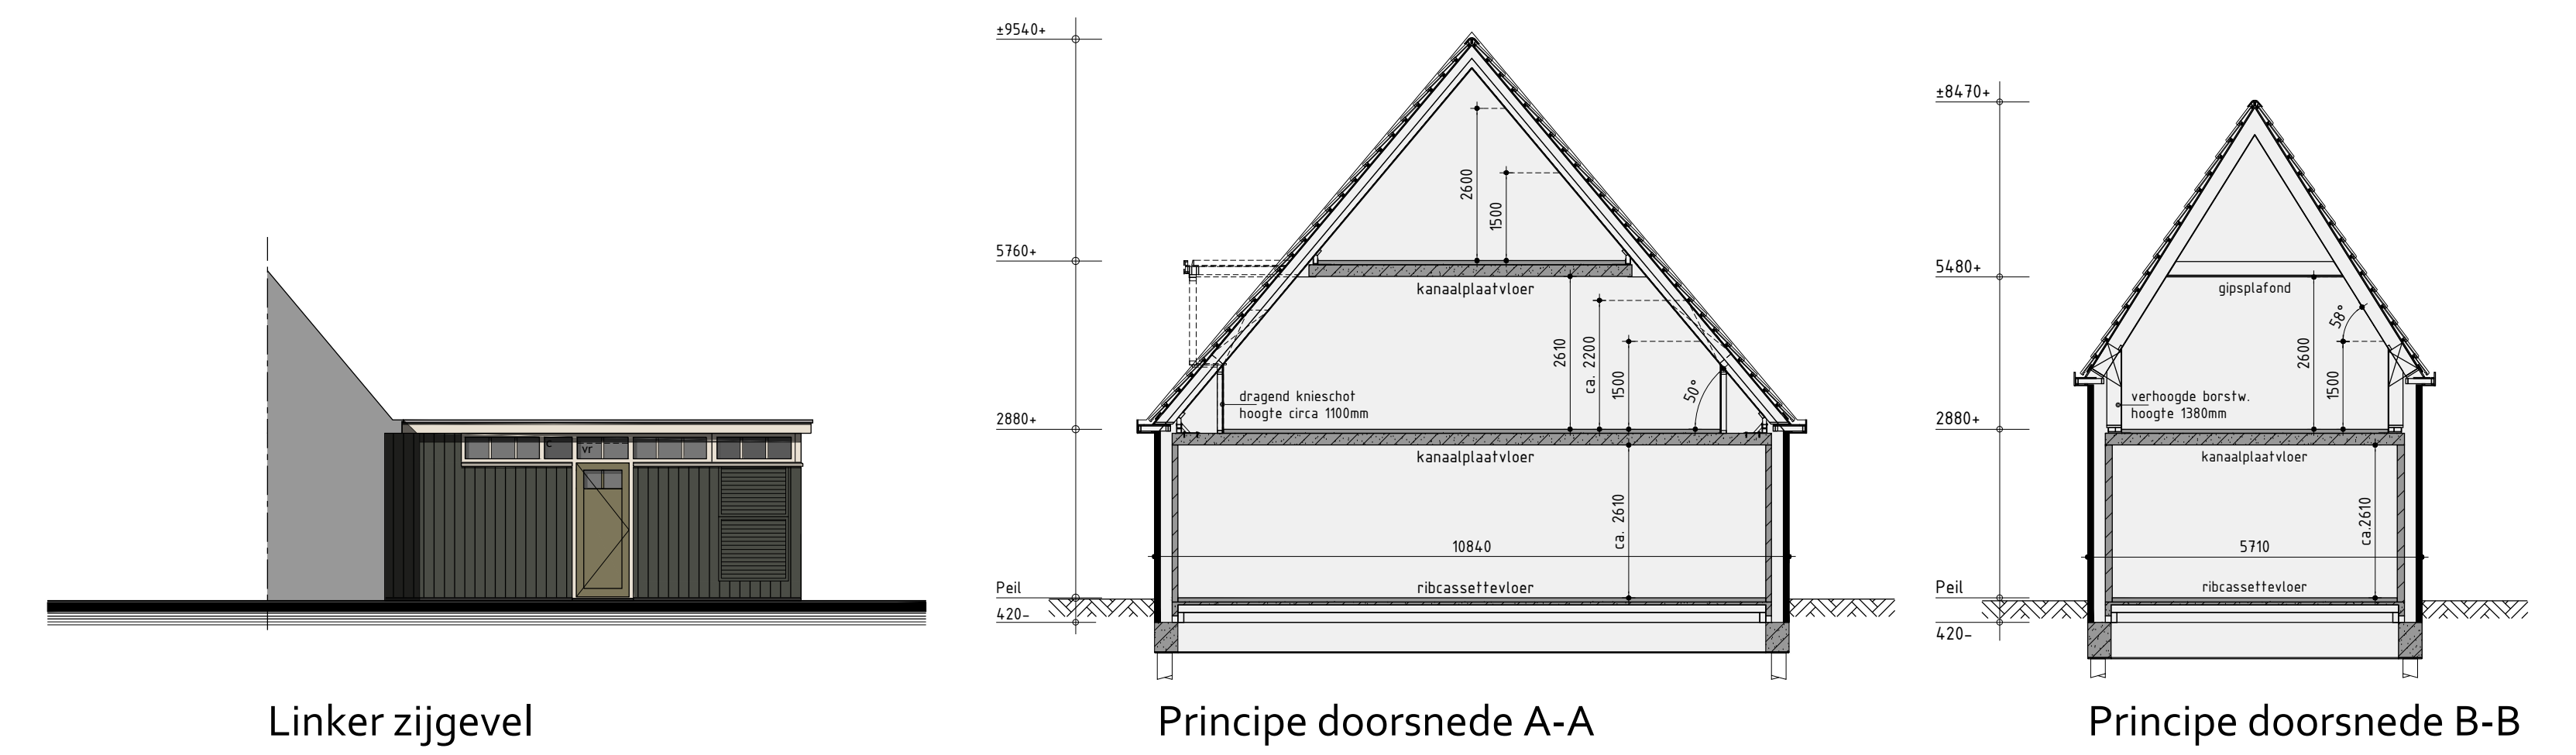 c
vr
Linker zijgevel
±9540+
5760+
2880+
Peil
420-
2600
1500
kanaalplaatvloer
2610
ca. 2200
1500
50°
dragend knieschot
hoogte circa 1100mm
kanaalplaatvloer
ca. 2610
10840
ribcassettevloer
Principe doorsnede A-A
±8470+
5480+
2880+
Peil
420-
gipsplafond
58°
2600
1500
verhoogde borstw.
hoogte 1380mm
kanaalplaatvloer
ca.2610
5710
ribcassettevloer
Principe doorsnede B-B